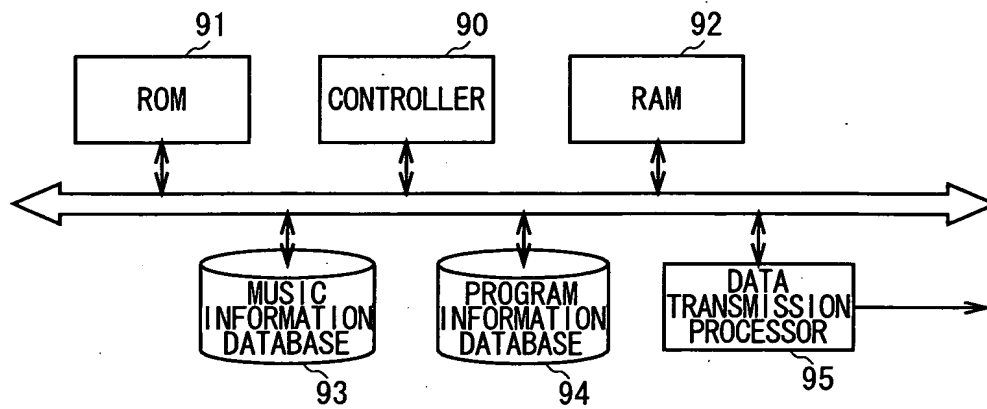 91
90
92
ROM
CONTROLLER
RAM
MUSIC
INFORMATION
DATABASE
PROGRAM
INFORMATION
DATABASE
DATA
TRANSMISSION
PROCESSOR
93
94
95